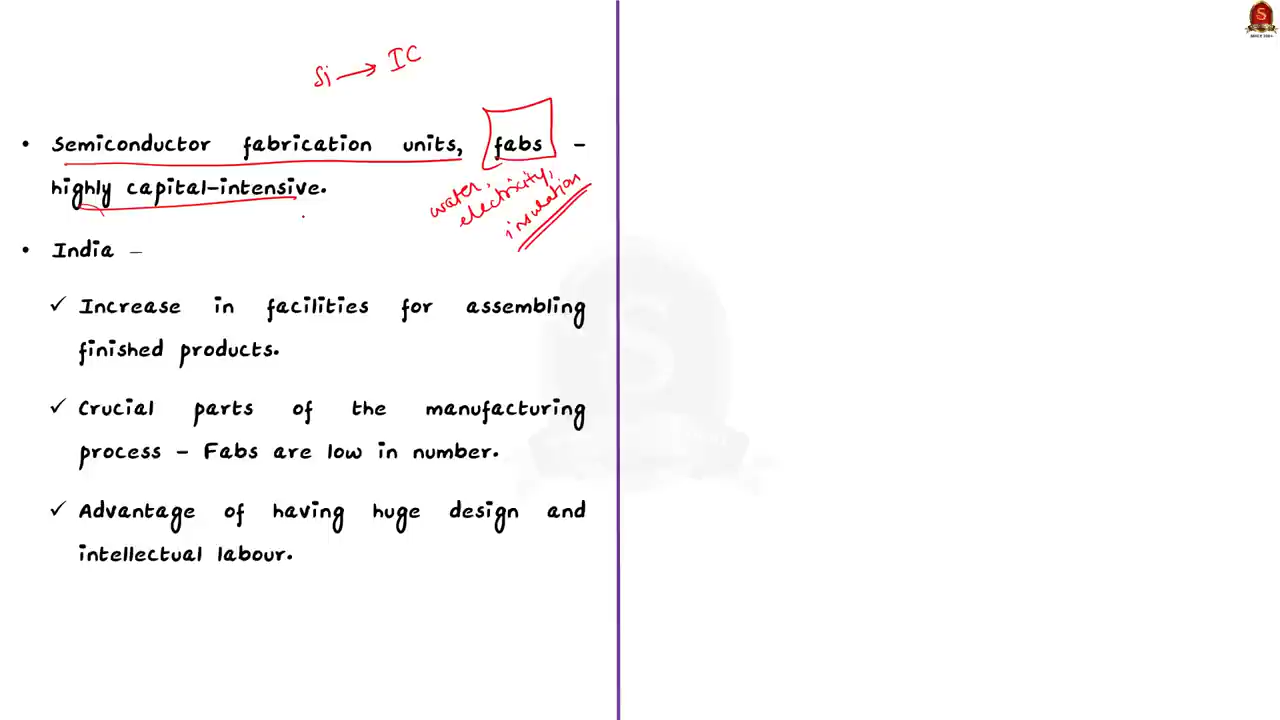 Si → IC
• Semiconductor fabrication units, fabs –
highly capital-intensive.
water,
electricity,
insulation
• India –
✓ Increase in facilities for assembling
finished products.
✓ Crucial parts of the manufacturing
process – Fabs are low in number.
✓ Advantage of having huge design and
intellectual labour.
S